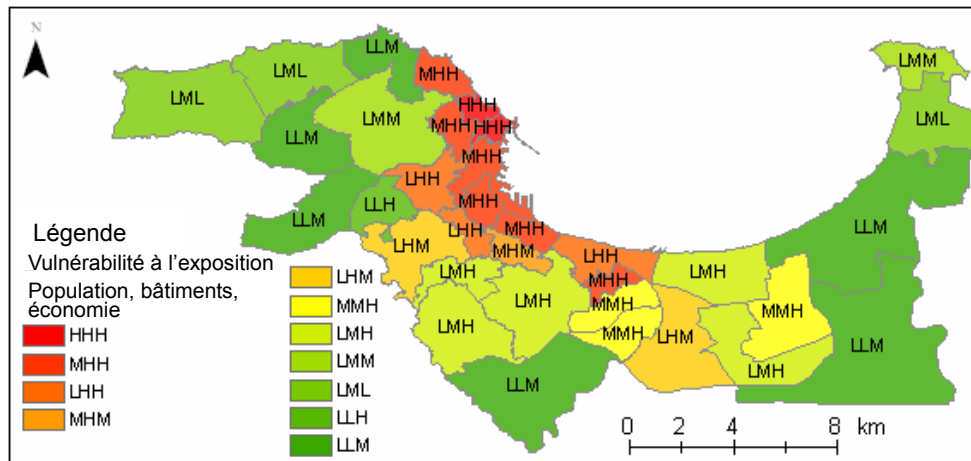 N
LLM
MHH
LMM
LML
LML
HHH
LML
LMM
MHH
HHH
LLM
MHH
LHH
MHH
LLH
LLM
LLM
LHH
MHH
LHM
MHM
LHH
LMH
LMH
MHH
LMH
MMH
MMH
LMH
MMH
LHM
LLM
LMH
LLM
Légende
Vulnérabilité à l'exposition
Population, bâtiments,
économie
HHH
MHH
LHH
MHM
LHM
MMH
LMH
LMM
LML
LLH
LLM
0 2 4 8 km